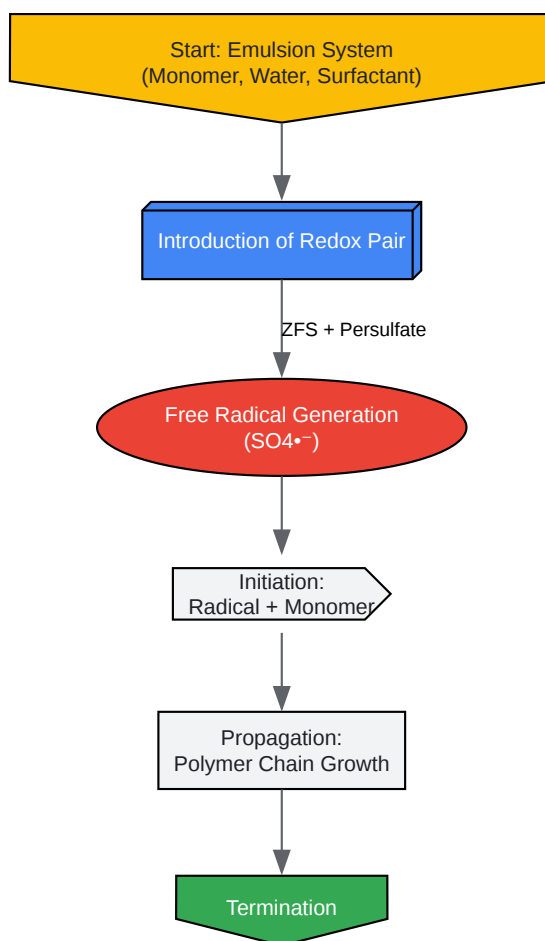 Start: Emulsion System
(Monomer, Water, Surfactant)
Introduction of Redox Pair
ZFS + Persulfate
Free Radical Generation
(SO4•⁻)
Initiation:
Radical + Monomer
Propagation:
Polymer Chain Growth
Termination